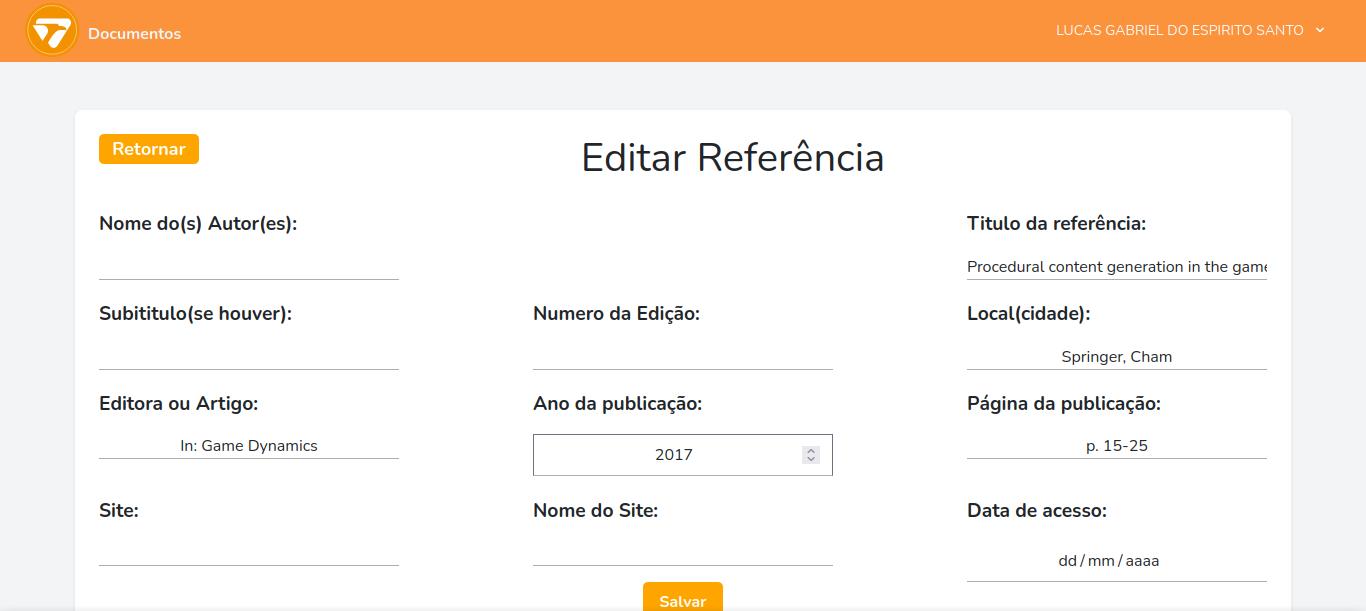 Documentos
LUCAS GABRIEL DO ESPIRITO SANTO
Retornar
Editar Referência
Nome do(s) Autor(es):
Titulo da referência:
Procedural content generation in the game
Subititulo(se houver):
Numero da Edição:
Local(cidade):
Springer, Cham
Editora ou Artigo:
Ano da publicação:
Página da publicação:
In: Game Dynamics
2017
p. 15-25
Site:
Nome do Site:
Data de acesso:
dd/mm/aaaa
Salvar